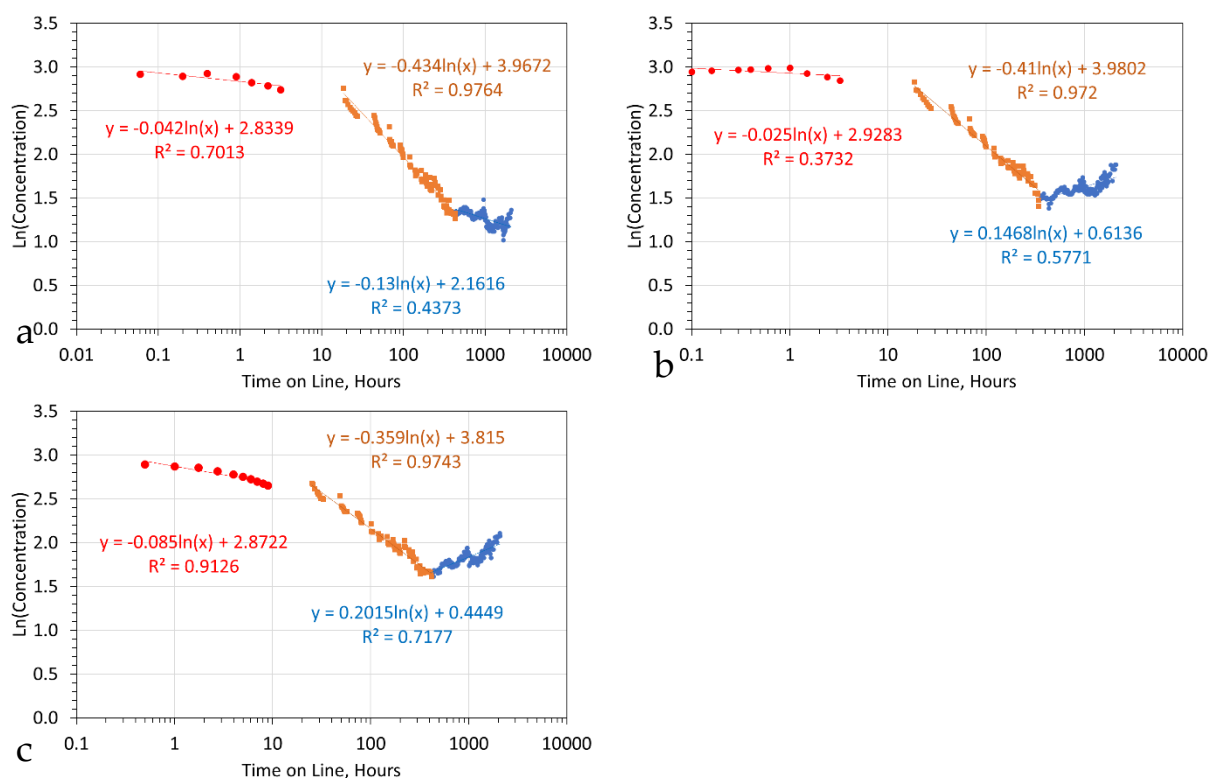 3.5
3.0
2.5
2.0
1.5
1.0
0.5
0.0
Ln(Concentration)
y = -0.434ln(x) + 3.9672
R² = 0.9764
y = -0.042ln(x) + 2.8339
R² = 0.7013
y = -0.13ln(x) + 2.1616
R² = 0.4373
a
0.01 0.1 1 10 100 1000 10000
Time on Line, Hours
3.5
3.0
2.5
2.0
1.5
1.0
0.5
0.0
Ln(Concentration)
y = -0.41ln(x) + 3.9802
R² = 0.972
y = -0.025ln(x) + 2.9283
R² = 0.3732
y = 0.1468ln(x) + 0.6136
R² = 0.5771
b
0.1 1 10 100 1000 10000
Time on Line, Hours
3.5
3.0
2.5
2.0
1.5
1.0
0.5
0.0
Ln(Concentration)
y = -0.359ln(x) + 3.815
R² = 0.9743
y = -0.085ln(x) + 2.8722
R² = 0.9126
y = 0.2015ln(x) + 0.4449
R² = 0.7177
c
0.1 1 10 100 1000 10000
Time on Line, Hours